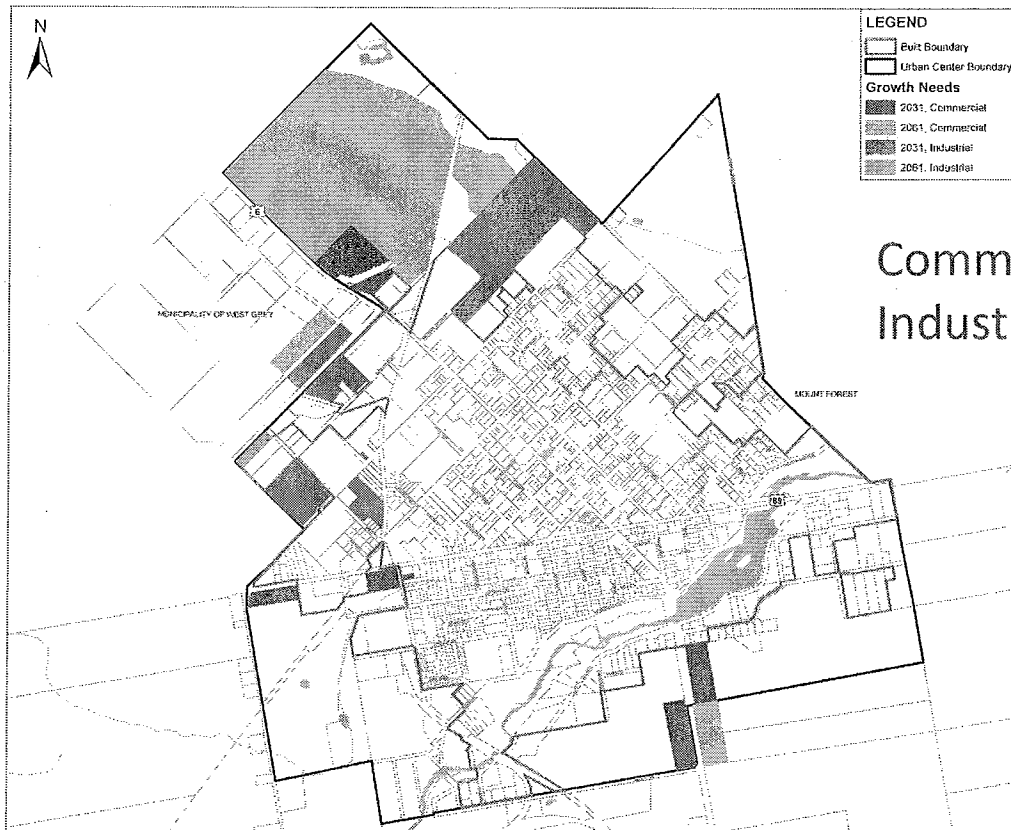 N
LEGEND
Built Boundary
Urban Center Boundary
Growth Needs
2031, Commercial
2061, Commercial
2031, Industrial
2061, Industrial
6
Comm
Indust
MUNICIPALITY OF WEST GREY
MOUNT FOREST
89